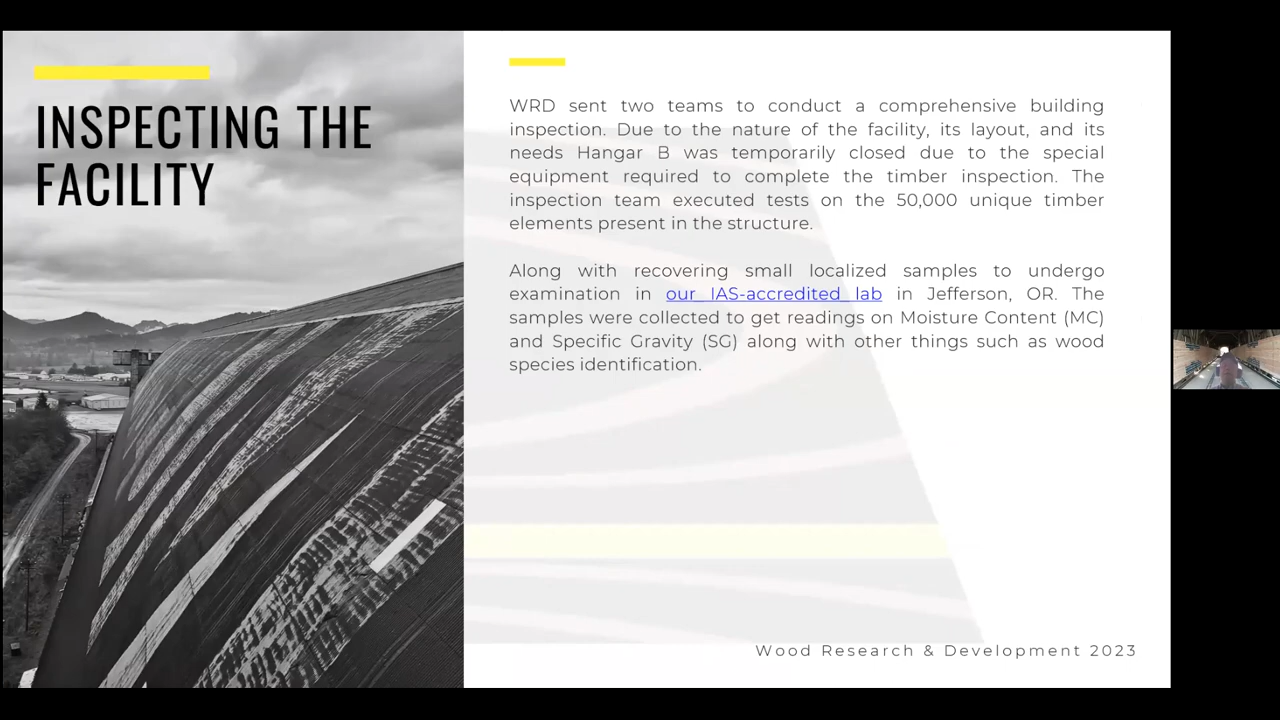 INSPECTING THE
FACILITY
WRD sent two teams to conduct a comprehensive building
inspection. Due to the nature of the facility, its layout, and its
needs Hangar B was temporarily closed due to the special
equipment required to complete the timber inspection. The
inspection team executed tests on the 50,000 unique timber
elements present in the structure.
Along with recovering small localized samples to undergo
examination in our IAS-accredited lab in Jefferson, OR. The
samples were collected to get readings on Moisture Content (MC)
and Specific Gravity (SG) along with other things such as wood
species identification.
Wood Research & Development 2023